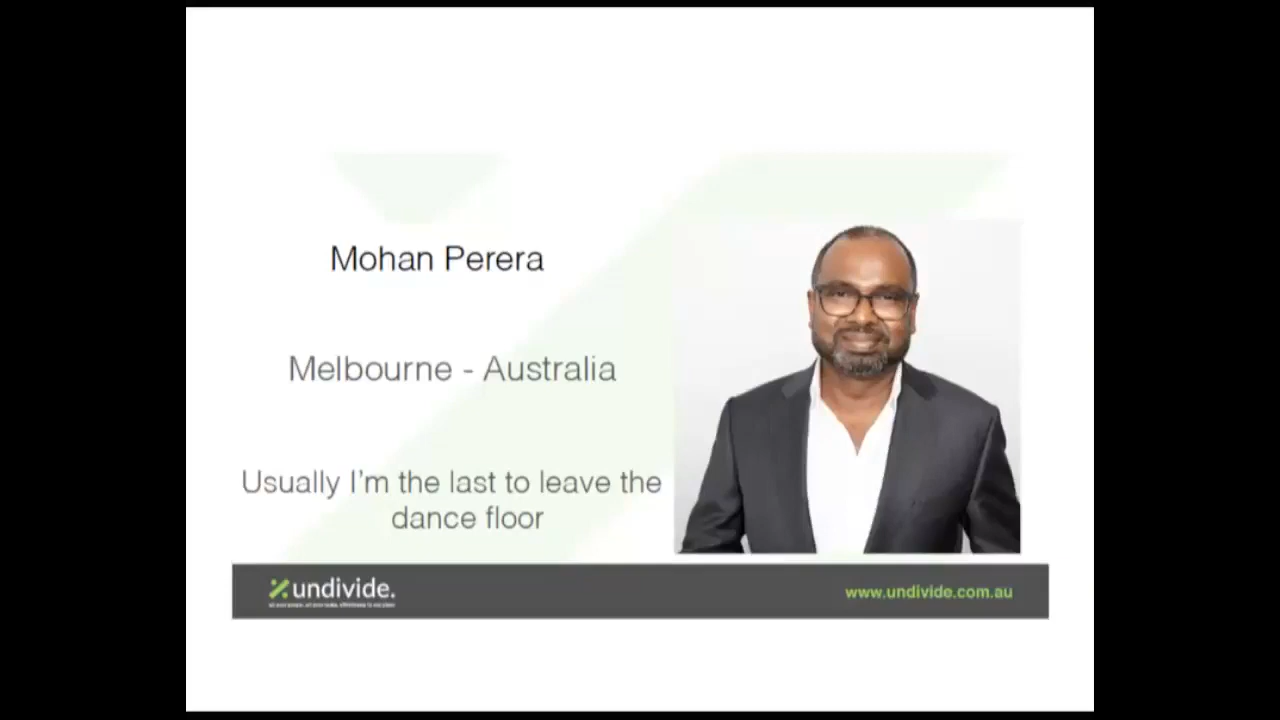 Mohan Perera
Melbourne - Australia
Usually I'm the last to leave the
dance floor
undivide.
www.undivide.com.au